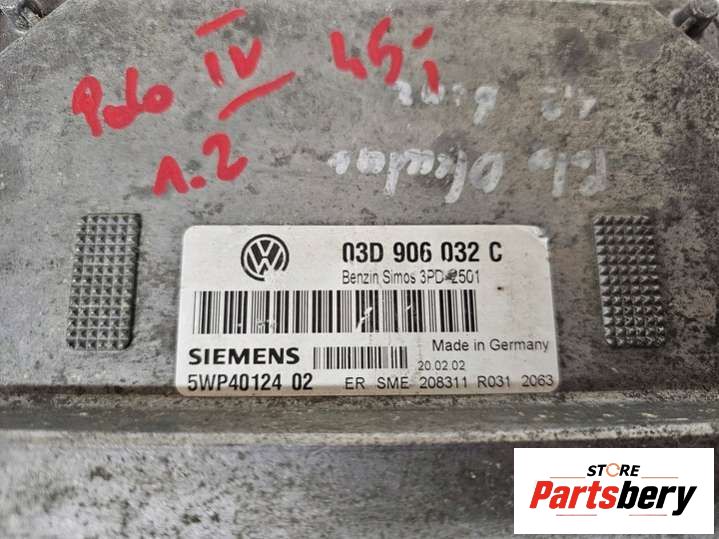 Polo IV 45i
1.2
03D 906 032 C
Benzin Simos 3PD 2501
SIEMENS
Made in Germany
20.02.02
5WP40124 02
ER SME 208311 R031 2063
STORE
Partsbery